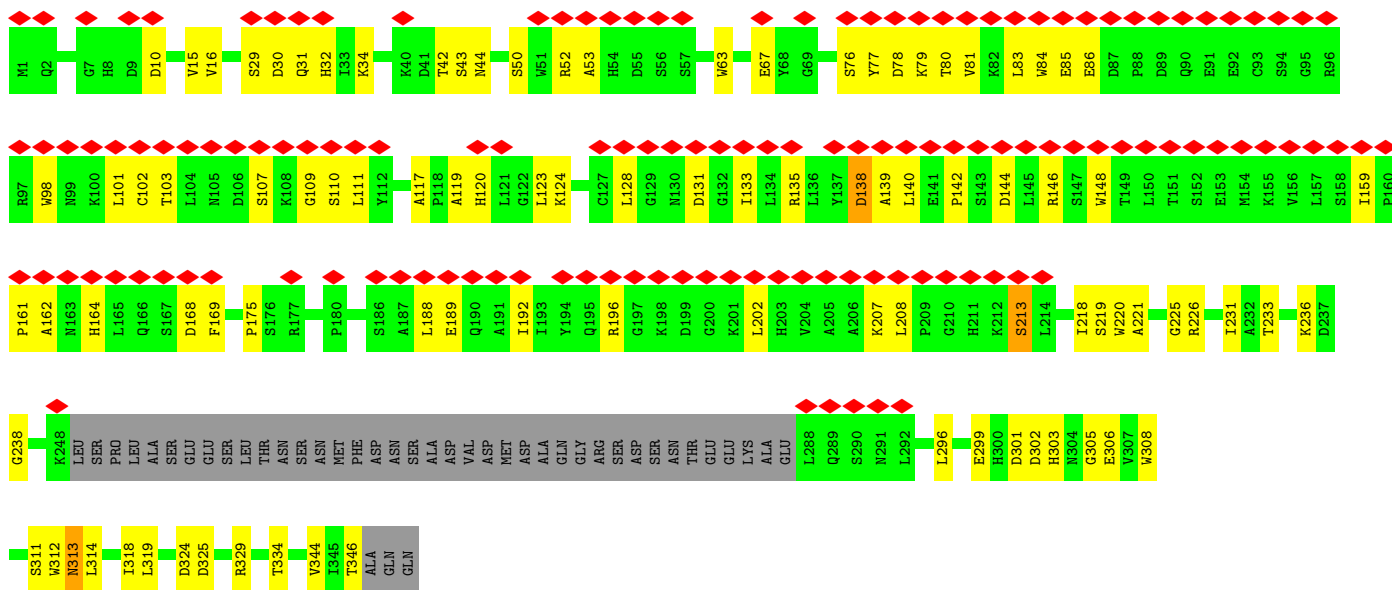 M1 Q2 G7 H8 D9 D10 V15 V16 S29 D30 Q31 H32 I33 K34 K40 D41 T42 S43 N44 S50 W51 R52 A53 H54 D55 S56 S57 W63 E67 Y68 G69 S76 Y77 D78 K79 T80 V81 K82 L83 W84 E85 E86 D87 P88 D89 Q90 E91 E92 C93 S94 G95 R96
R97 W98 N99 K100 L101 C102 T103 L104 N105 D106 S107 K108 G109 S110 L111 Y112 A117 P118 A119 H120 L121 G122 L123 K124 C127 L128 G129 N130 D131 G132 I133 L134 R135 L136 Y137 D138 A139 L140 E141 P142 S143 D144 L145 R146 S147 W148 T149 L150 T151 S152 E153 M154 K155 V156 L157 S158 I159 P160
P161 A162 N163 H164 L165 Q166 S167 D168 F169 P175 S176 R177 P180 S186 A187 L188 E189 Q190 A191 I192 I193 Y194 Q195 R196 G197 K198 D199 G200 K201 L202 H203 V204 A205 A206 K207 L208 P209 G210 H211 K212 S213 L214 I218 S219 W220 A221 G225 R226 I231 A232 T233 K236 D237
G238 K248 LEU SER PRO LEU ALA SER GLU GLU SER LEU THR ASN SER ASN MET PHE ASP ASN SER ALA ASP VAL ASP MET ASP ALA GLN GLY ARG SER ASP SER ASN THR GLU GLU LYS ALA GLU L288 Q289 S290 N291 L292 L296 E299 H300 D301 D302 H303 N304 G305 E306 V307 W308
S311 W312 N313 L314 I318 L319 D324 D325 R329 T334 V344 I345 T346 ALA GLN GLN